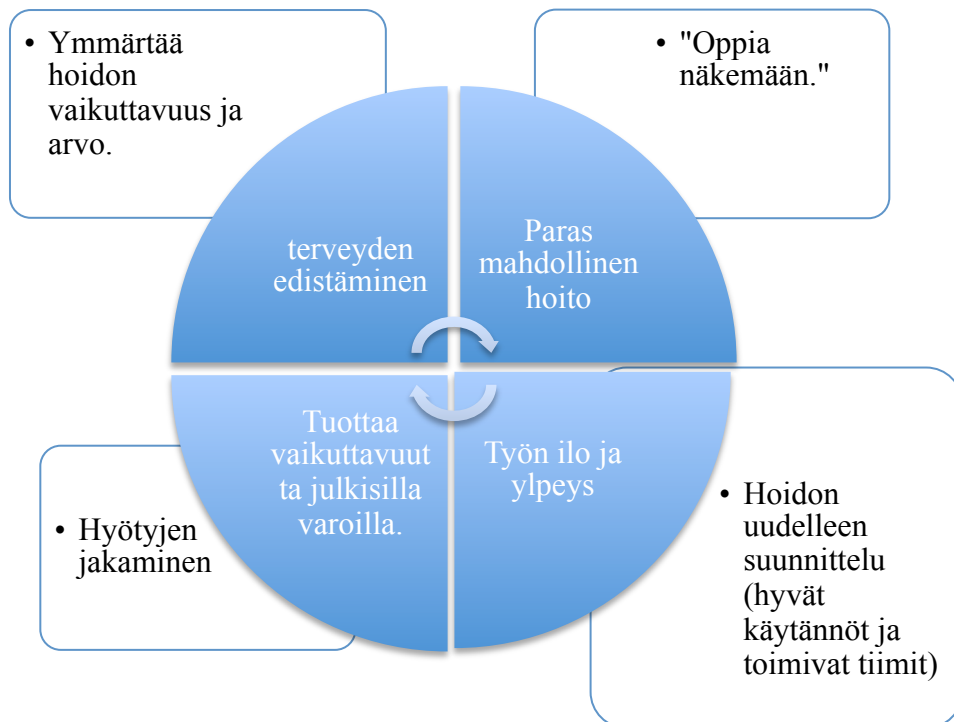 • Ymmärtää
hoidon
vaikuttavuus ja
arvo.
• "Oppia
näkemään."
terveyden
edistäminen
Paras
mahdollinen
hoito
Tuottaa
vaikuttavuut
ta julkisilla
varoilla.
Työn ilo ja
ylpeys
• Hyötyjen
jakaminen
• Hoidon
uudelleen
suunnittelu
(hyvät
käytännöt ja
toimivat tiimit)